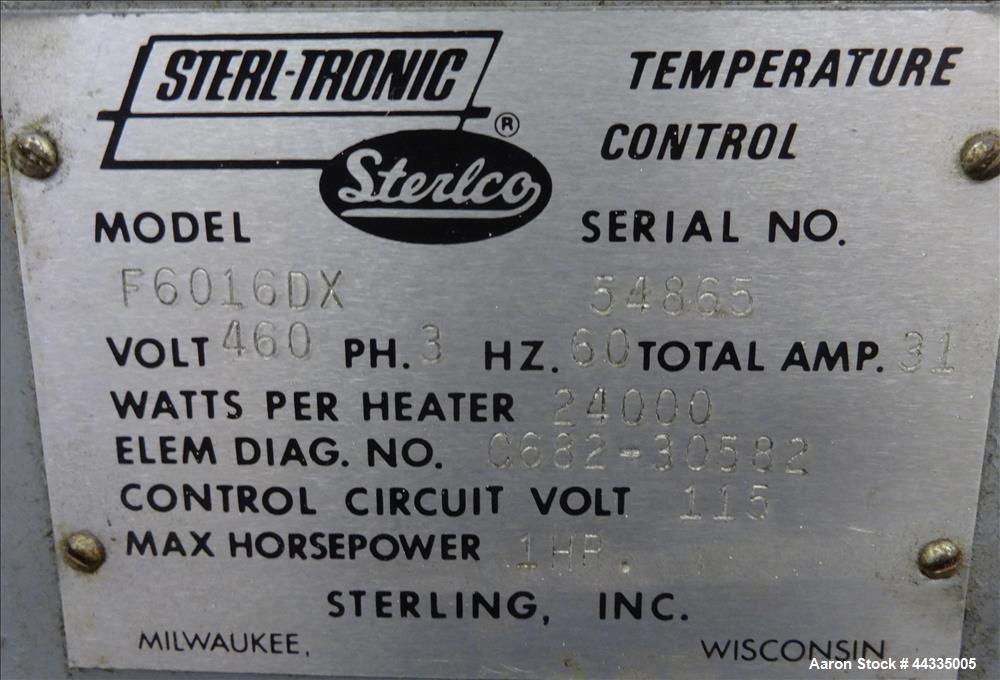 STERI-TRONIC
TEMPERATURE
CONTROL
Sterlco ®
MODEL SERIAL NO.
F6016DX 54865
VOLT 460 PH. 3 HZ. 60 TOTAL AMP. 31
WATTS PER HEATER 24000
ELEM DIAG. NO. C682-30582
CONTROL CIRCUIT VOLT 115
MAX HORSEPOWER 1HP.
STERLING, INC.
MILWAUKEE, WISCONSIN
Aaron Stock # 44335005